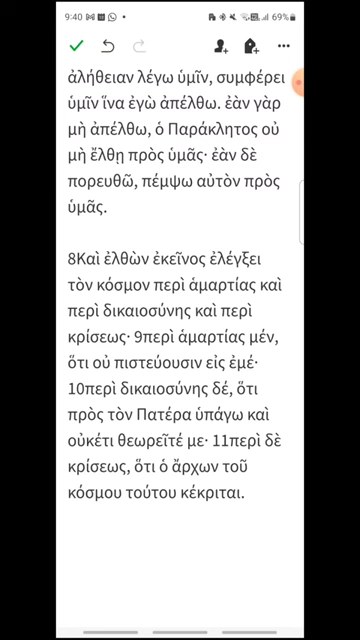 9:40
69%
ἀλήθειαν λέγω ὑμῖν, συμφέρει
ὑμῖν ἵνα ἐγὼ ἀπέλθω. ἐὰν γὰρ
μὴ ἀπέλθω, ὁ Παράκλητος οὐ
μὴ ἔλθῃ πρὸς ὑμᾶς· ἐὰν δὲ
πορευθῶ, πέμψω αὐτὸν πρὸς
ὑμᾶς.
8Καὶ ἐλθὼν ἐκεῖνος ἐλέγξει
τὸν κόσμον περὶ ἁμαρτίας καὶ
περὶ δικαιοσύνης καὶ περὶ
κρίσεως· 9περὶ ἁμαρτίας μέν,
ὅτι οὐ πιστεύουσιν εἰς ἐμέ·
10περὶ δικαιοσύνης δέ, ὅτι
πρὸς τὸν Πατέρα ὑπάγω καὶ
οὐκέτι θεωρεῖτέ με· 11περὶ δὲ
κρίσεως, ὅτι ὁ ἄρχων τοῦ
κόσμου τούτου κέκριται.